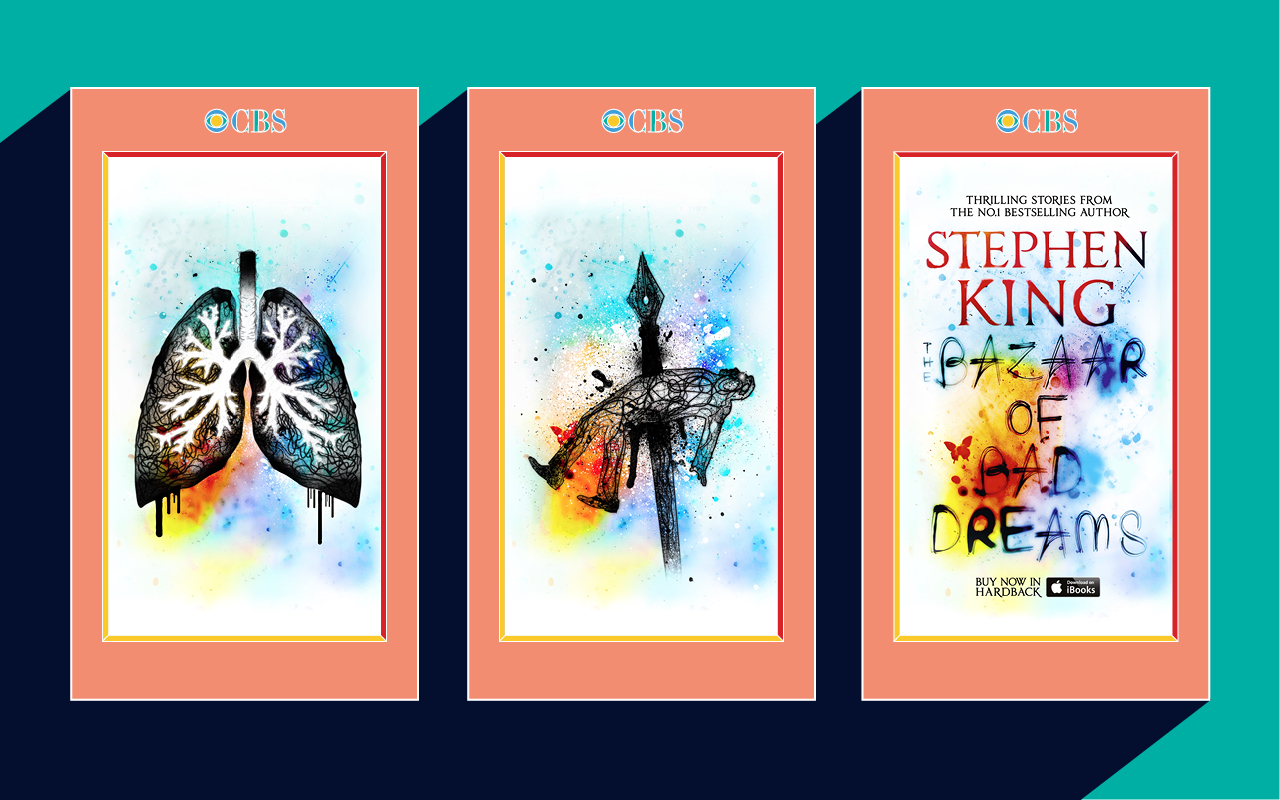 CBS
CBS
CBS
THRILLING STORIES FROM
THE NO.1 BESTSELLING AUTHOR
STEPHEN
KING
THE BAZAAR
OF
BAD
DREAMS
BUY NOW IN
HARDBACK
Download on
iBooks